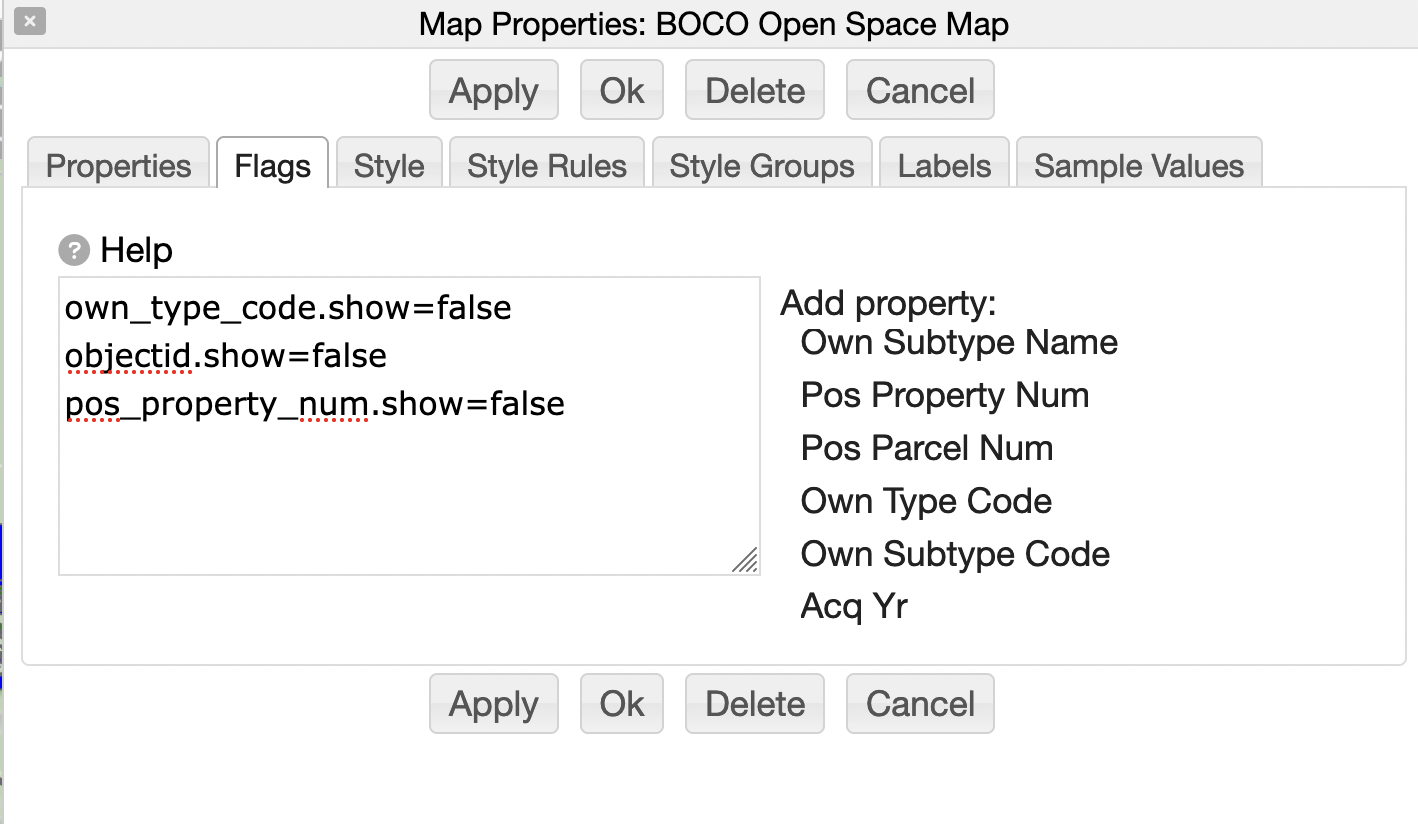 Map Properties: BOCO Open Space Map
Apply Ok Delete Cancel
Properties Flags Style Style Rules Style Groups Labels Sample Values
? Help
own_type_code.show=false
objectid.show=false
pos_property_num.show=false
Add property:
Own Subtype Name
Pos Property Num
Pos Parcel Num
Own Type Code
Own Subtype Code
Acq Yr
Apply Ok Delete Cancel